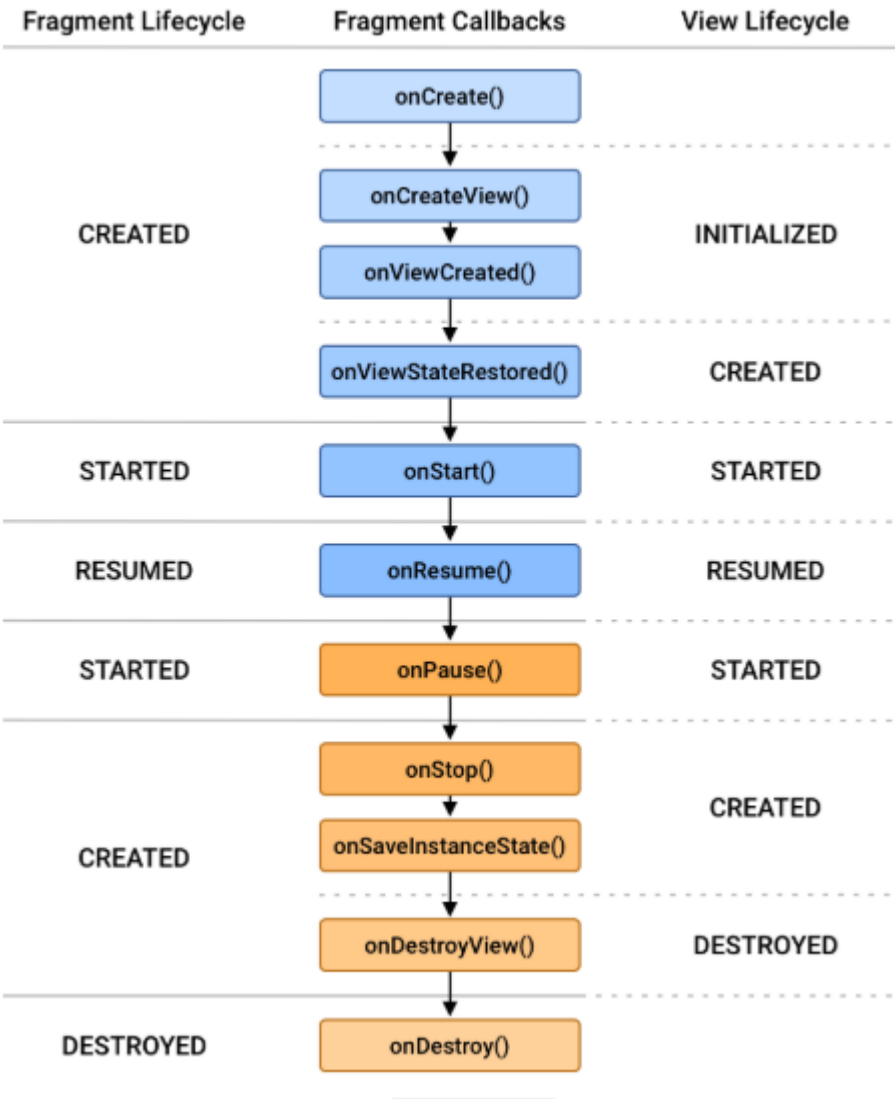 Fragment Lifecycle Fragment Callbacks View Lifecycle
onCreate()
onCreateView()
CREATED INITIALIZED
onViewCreated()
onViewStateRestored() CREATED
STARTED onStart() STARTED
RESUMED onResume() RESUMED
STARTED onPause() STARTED
onStop()
CREATED
onSaveInstanceState()
CREATED
onDestroyView() DESTROYED
DESTROYED onDestroy()